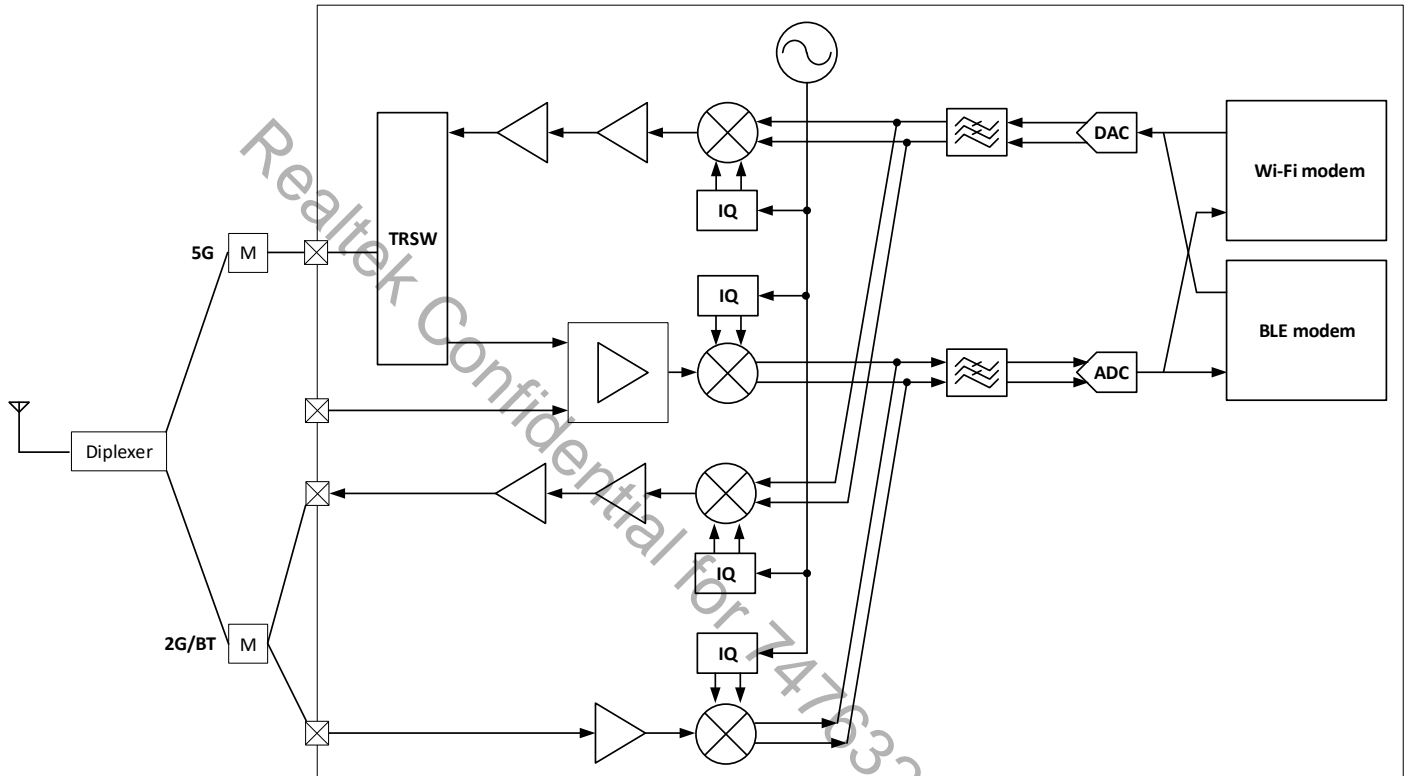 DAC
Wi-Fi modem
IQ
TRSW
5G
M
IQ
BLE modem
ADC
Diplexer
IQ
2G/BT
M
IQ
Realtek Confidential for 747632